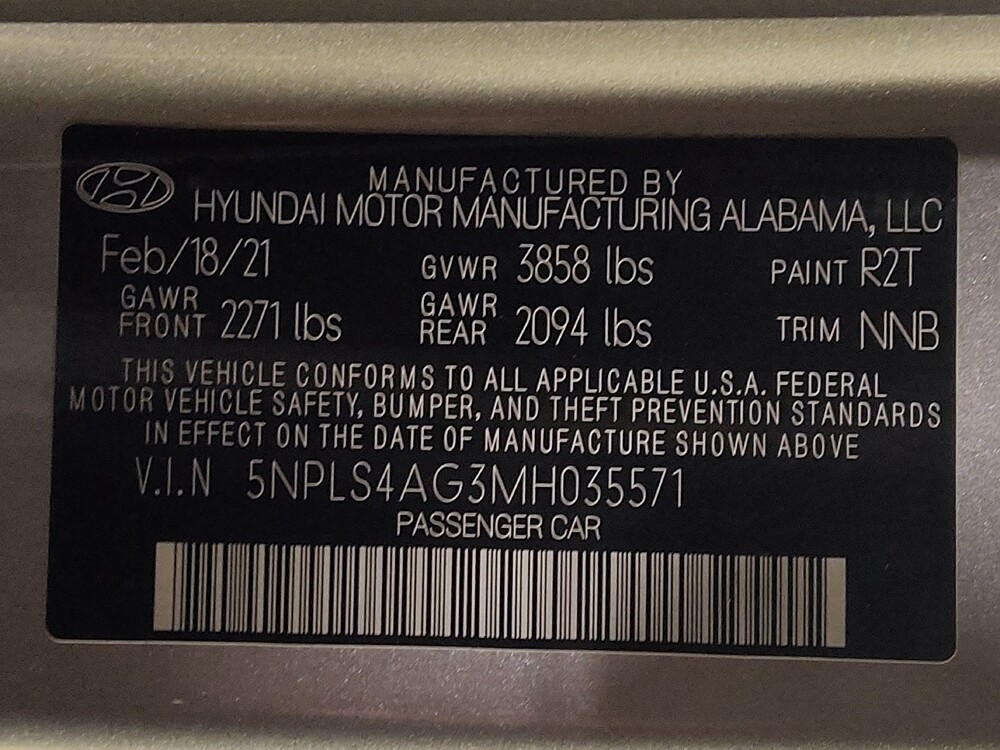 MANUFACTURED BY
HYUNDAI MOTOR MANUFACTURING ALABAMA, LLC
Feb/18/21 GVWR 3858 lbs PAINT R2T
GAWR FRONT 2271 lbs GAWR REAR 2094 lbs TRIM NNB
THIS VEHICLE CONFORMS TO ALL APPLICABLE U.S.A. FEDERAL
MOTOR VEHICLE SAFETY, BUMPER, AND THEFT PREVENTION STANDARDS
IN EFFECT ON THE DATE OF MANUFACTURE SHOWN ABOVE
V.I.N 5NPLS4AG3MH035571
PASSENGER CAR